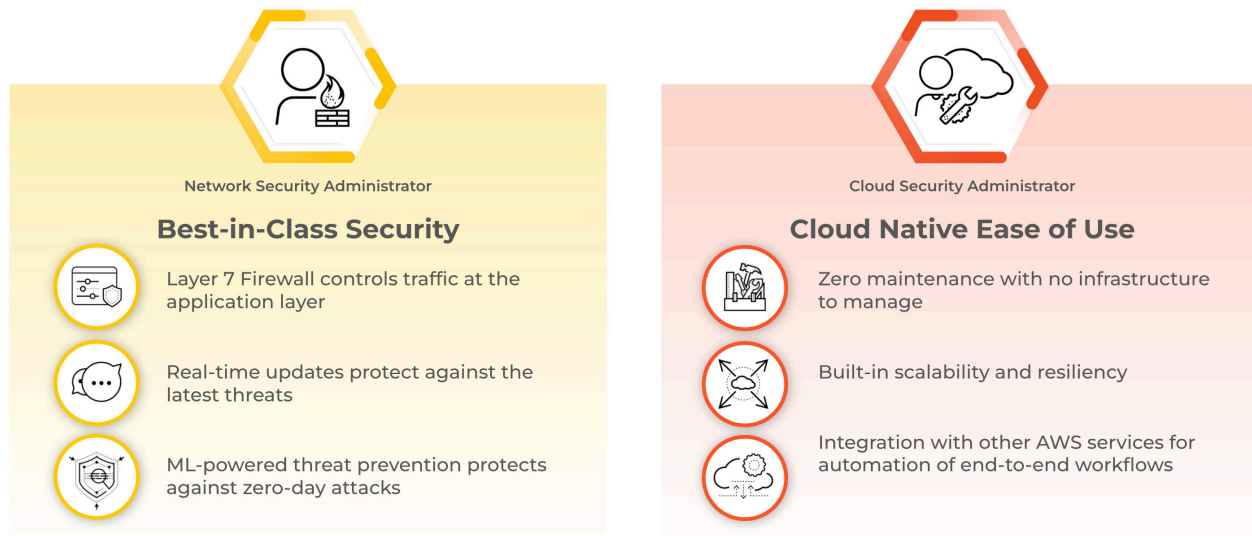 Network Security Administrator
Best-in-Class Security
Layer 7 Firewall controls traffic at the
application layer
Real-time updates protect against the
latest threats
ML-powered threat prevention protects
against zero-day attacks
Cloud Security Administrator
Cloud Native Ease of Use
Zero maintenance with no infrastructure
to manage
Built-in scalability and resiliency
Integration with other AWS services for
automation of end-to-end workflows